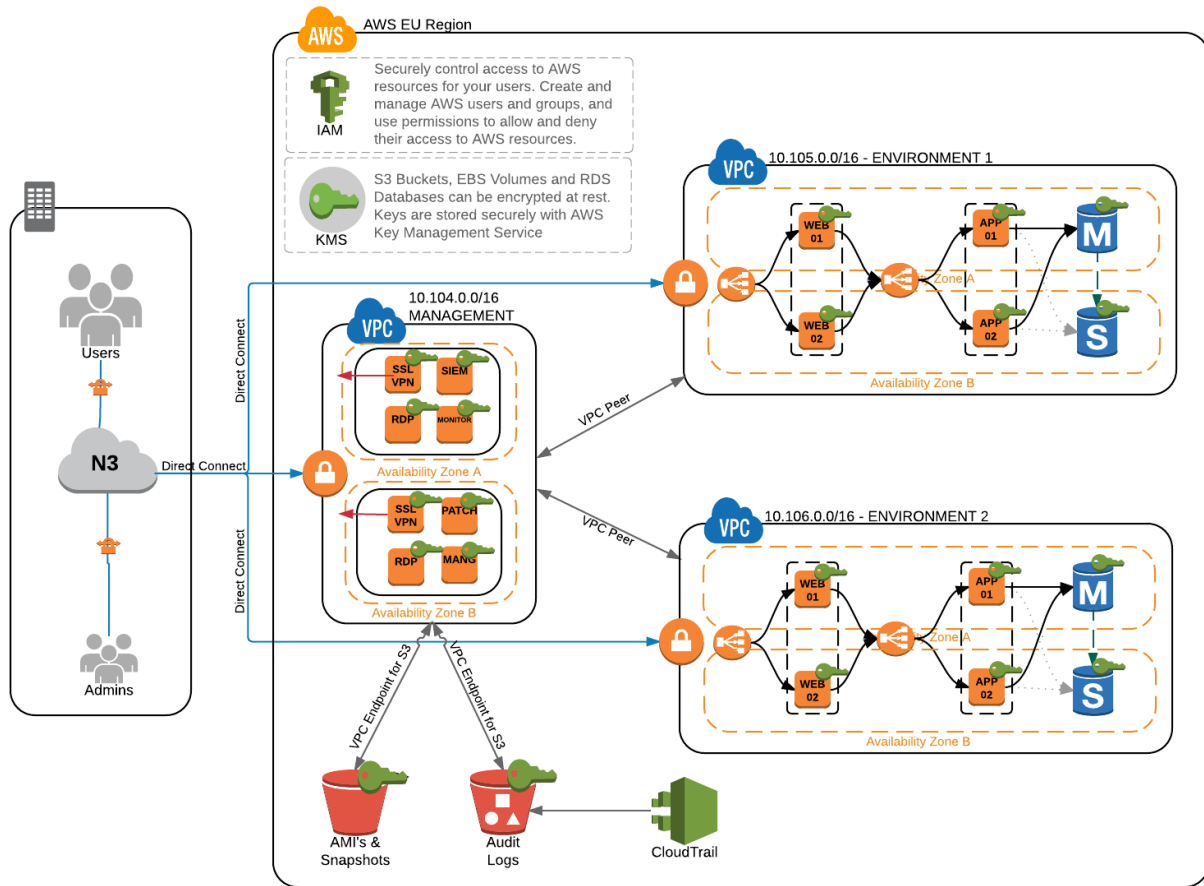 AWS
AWS EU Region
Securely control access to AWS
resources for your users. Create and
manage AWS users and groups, and
use permissions to allow and deny
their access to AWS resources.
IAM
S3 Buckets, EBS Volumes and RDS
Databases can be encrypted at rest.
Keys are stored securely with AWS
Key Management Service
KMS
Users
N3
Admins
Direct Connect
Direct Connect
Direct Connect
VPC
10.104.0.0/16
MANAGEMENT
SSL
VPN
SIEM
RDP
MONITOR
Availability Zone A
SSL
VPN
PATCH
RDP
MANG
Availability Zone B
VPC Peer
VPC Peer
VPC
10.105.0.0/16 - ENVIRONMENT 1
WEB
01
APP
01
M
Zone A
WEB
02
APP
02
S
Availability Zone B
VPC
10.106.0.0/16 - ENVIRONMENT 2
WEB
01
APP
01
M
Zone A
WEB
02
APP
02
S
Availability Zone B
VPC Endpoint for S3
VPC Endpoint for S3
AMI's &
Snapshots
Audit
Logs
CloudTrail